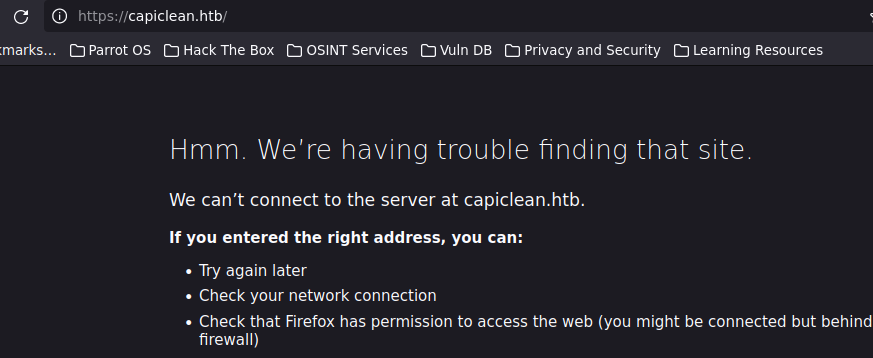 https://capiclean.htb/
kmarks... Parrot OS Hack The Box OSINT Services Vuln DB Privacy and Security Learning Resources
Hmm. We’re having trouble finding that site.
We can’t connect to the server at capiclean.htb.
If you entered the right address, you can:
• Try again later
• Check your network connection
• Check that Firefox has permission to access the web (you might be connected but behind
firewall)